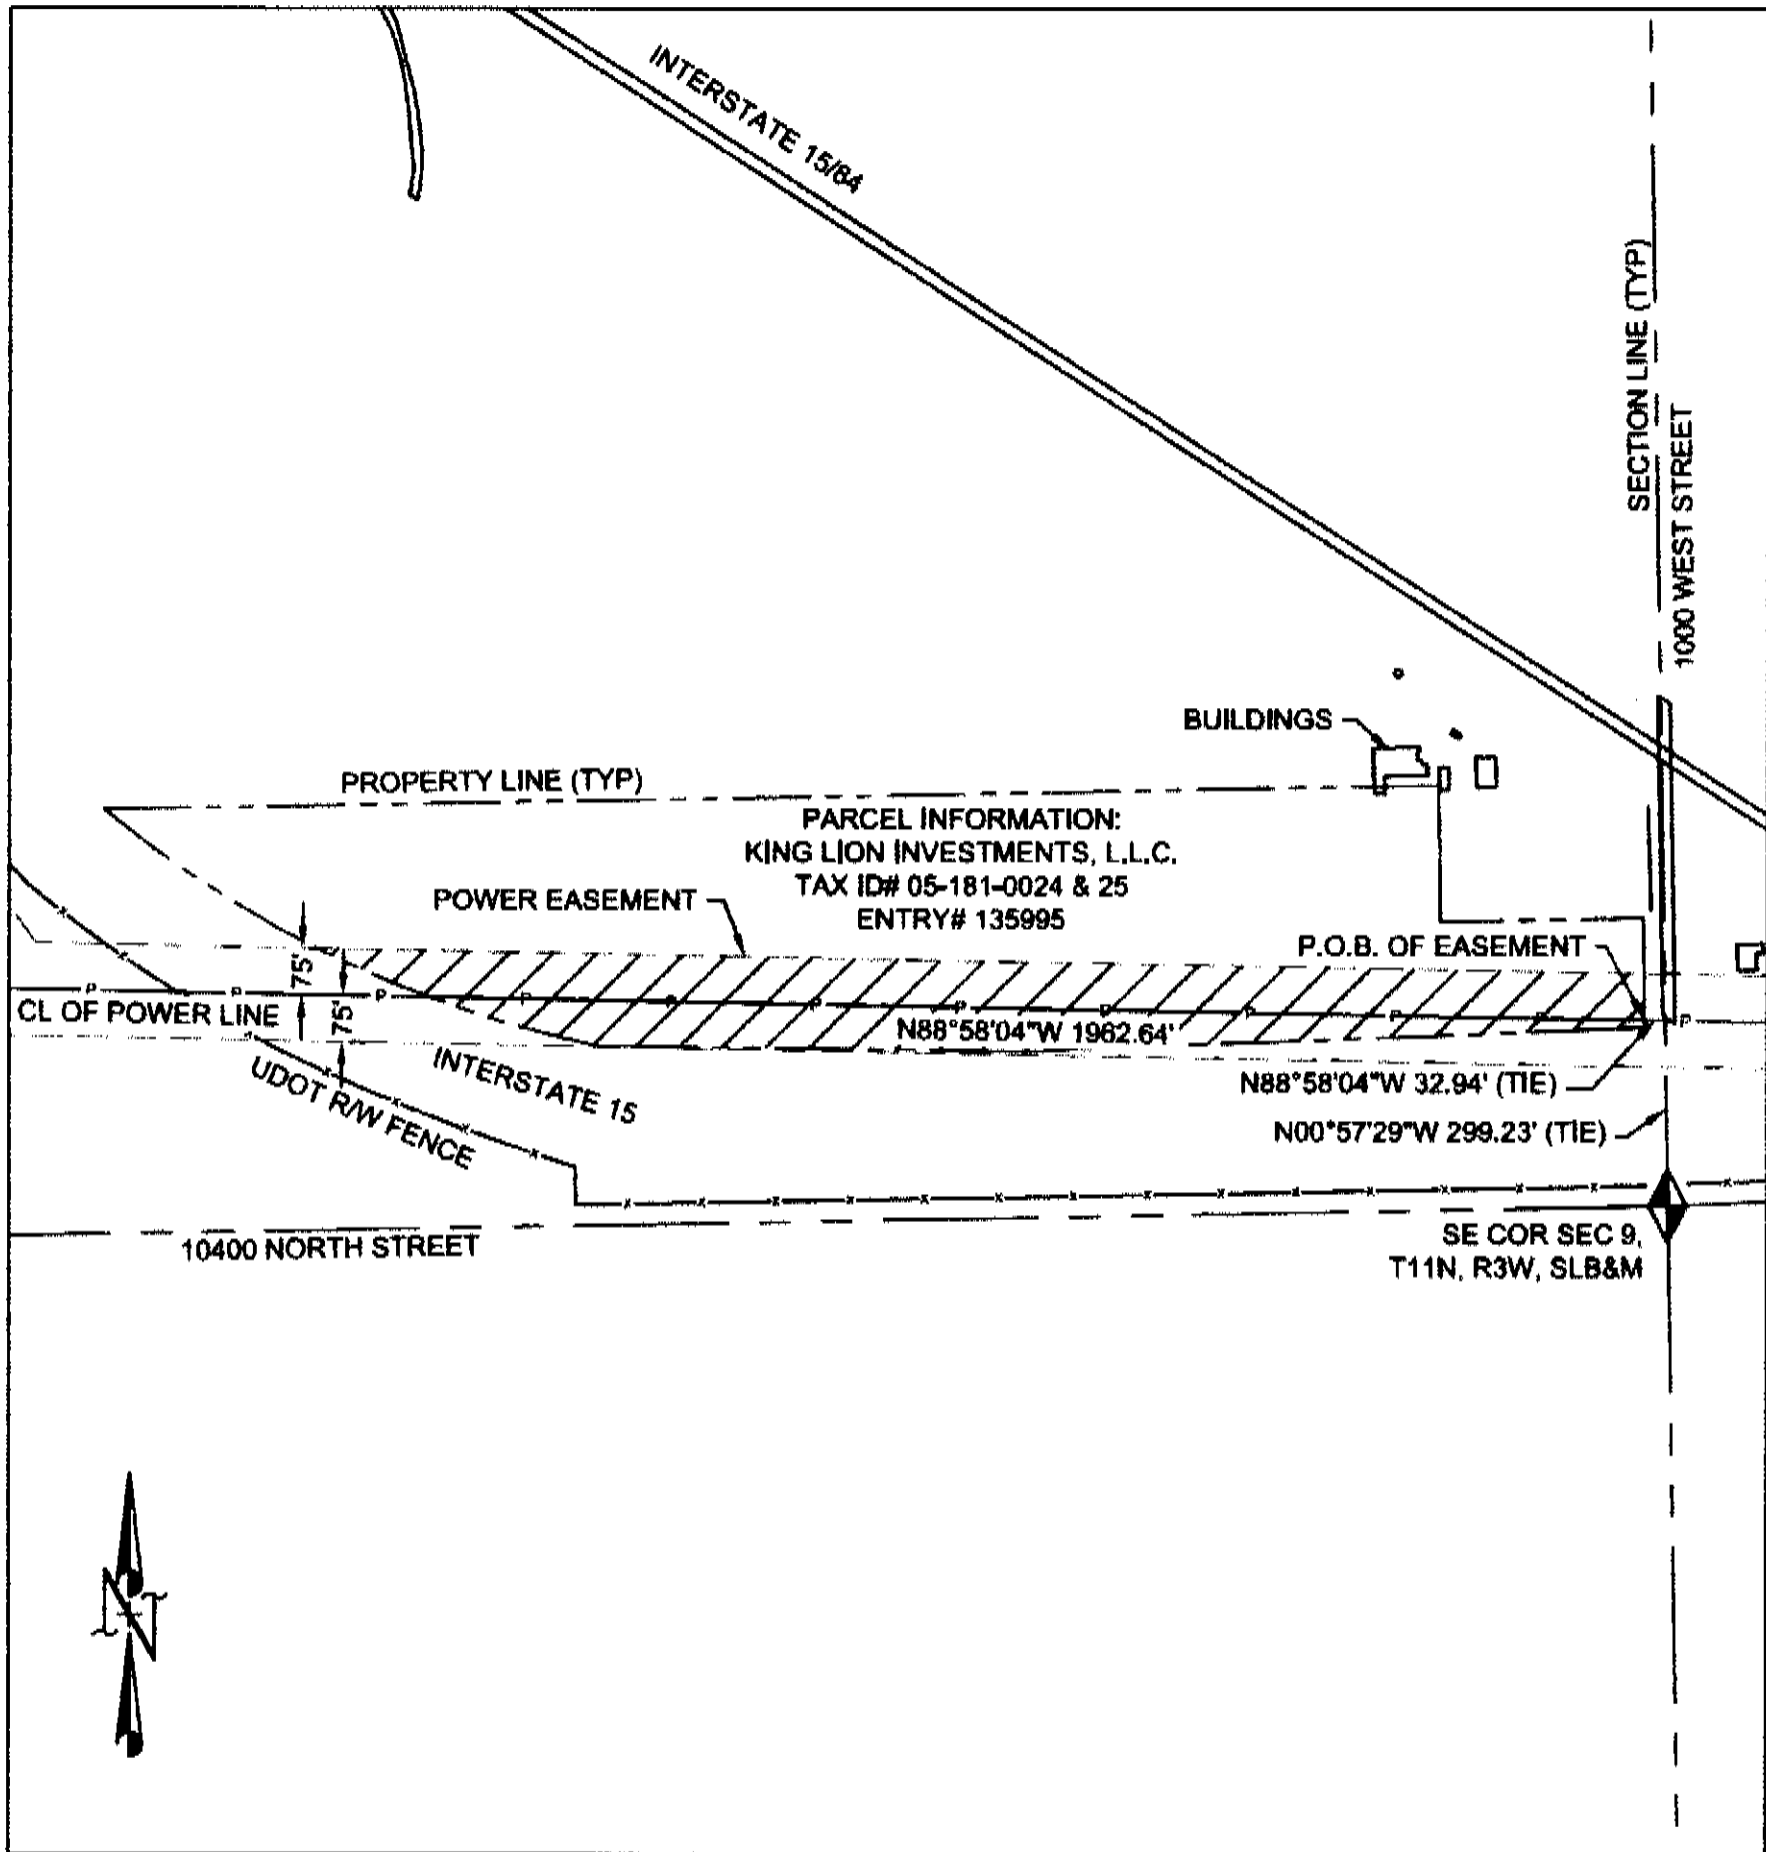 INTERSTATE 15/84
SECTION LINE (TYP)
1000 WEST STREET
BUILDINGS
PROPERTY LINE (TYP)
PARCEL INFORMATION:
KING LION INVESTMENTS, L.L.C.
TAX ID# 05-181-0024 & 25
ENTRY# 135995
POWER EASEMENT
P.O.B. OF EASEMENT
75'
75'
CL OF POWER LINE
P P P P P P P P P P P P
N88°58'04"W 1962.64'
INTERSTATE 15
UDOT R/W FENCE
N88°58'04"W 32.94' (TIE)
N00°57'29"W 299.23' (TIE)
10400 NORTH STREET
SE COR SEC 9,
T11N, R3W, SLB&M
N